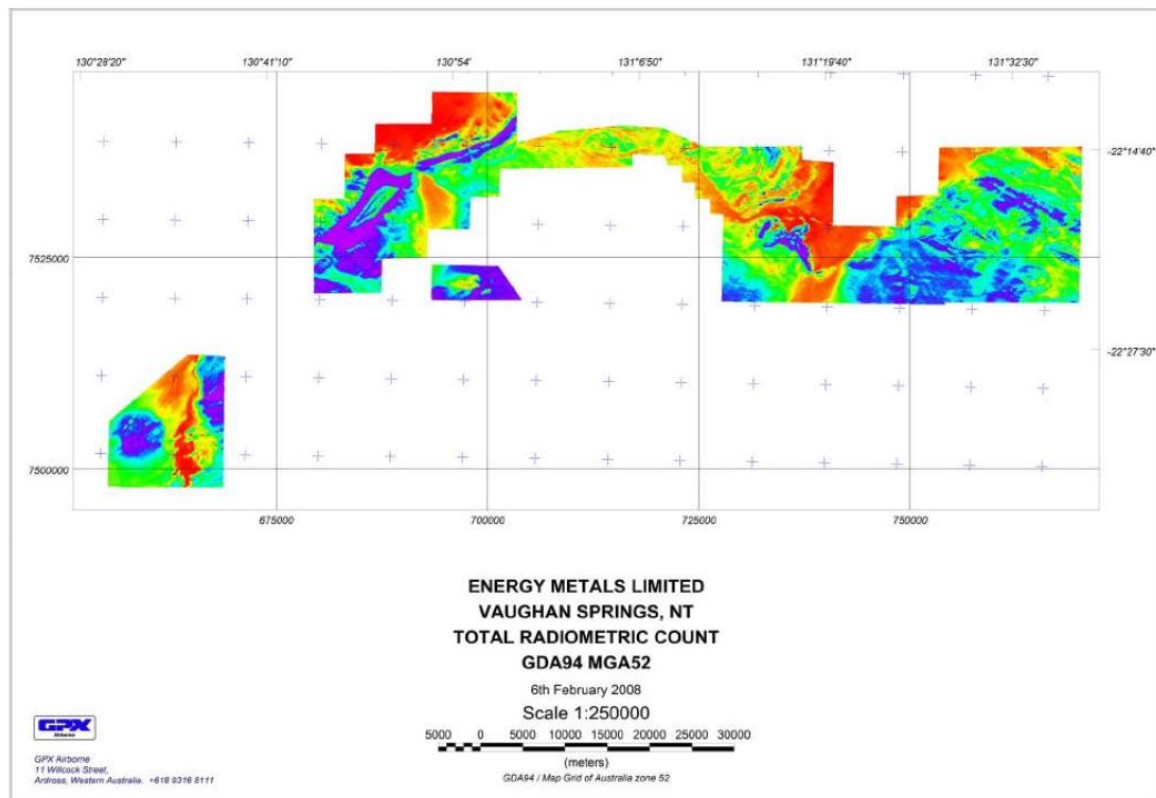 130°28'20" 130°41'10" 130°54' 131°6'50" 131°19'40" 131°32'30"
-22°14'40"
7525000
-22°27'30"
7500000
675000 700000 725000 750000
ENERGY METALS LIMITED
VAUGHAN SPRINGS, NT
TOTAL RADIOMETRIC COUNT
GDA94 MGA52
6th February 2008
Scale 1:250000
5000 0 5000 10000 15000 20000 25000 30000
(meters)
GDA94 / Map Grid of Australia zone 52
GPX
Airborne
GPX Airborne
11 Willcock Street,
Ardross, Western Australia. +618 9316 8111